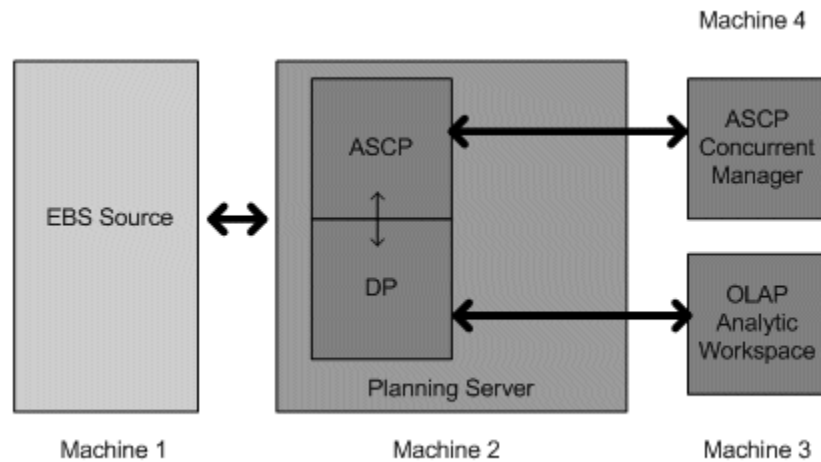 Machine 4
EBS Source
ASCP
DP
Planning Server
ASCP
Concurrent
Manager
OLAP
Analytic
Workspace
Machine 1
Machine 2
Machine 3